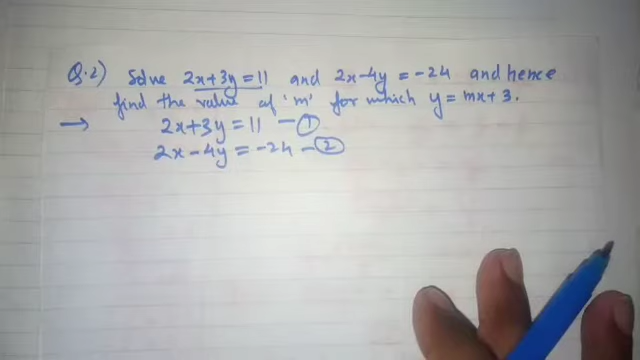 Q.2) Solve 2x+3y=11 and 2x-4y=-24 and hence
find the value of 'm' for which y=mx+3.
→ 2x+3y=11 -①
2x-4y=-24 -②